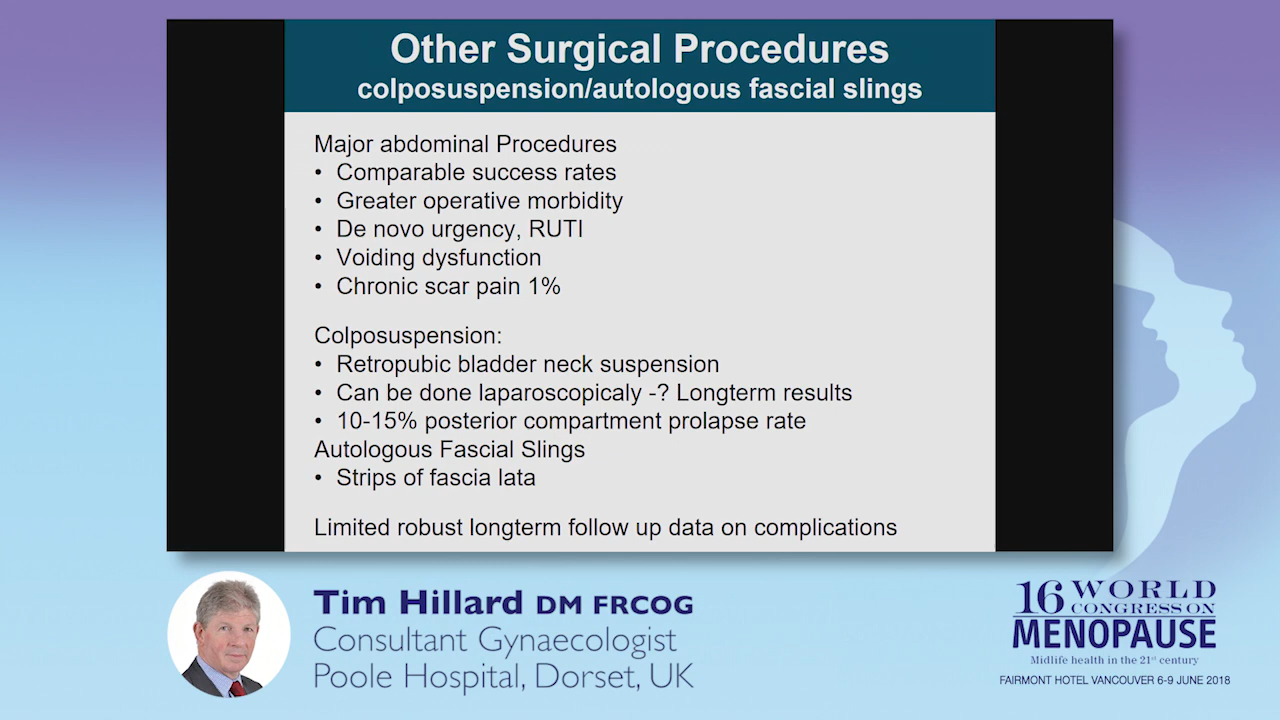 Other Surgical Procedures
colposuspension/autologous fascial slings
Major abdominal Procedures
• Comparable success rates
• Greater operative morbidity
• De novo urgency, RUTI
• Voiding dysfunction
• Chronic scar pain 1%
Colposuspension:
• Retropubic bladder neck suspension
• Can be done laparoscopicaly -? Longterm results
• 10-15% posterior compartment prolapse rate
Autologous Fascial Slings
• Strips of fascia lata
Limited robust longterm follow up data on complications
Tim Hillard DM FRCOG
Consultant Gynaecologist
Poole Hospital, Dorset, UK
16 WORLD
CONGRESS ON
MENOPAUSE
Midlife health in the 21st century
FAIRMONT HOTEL VANCOUVER 6-9 JUNE 2018